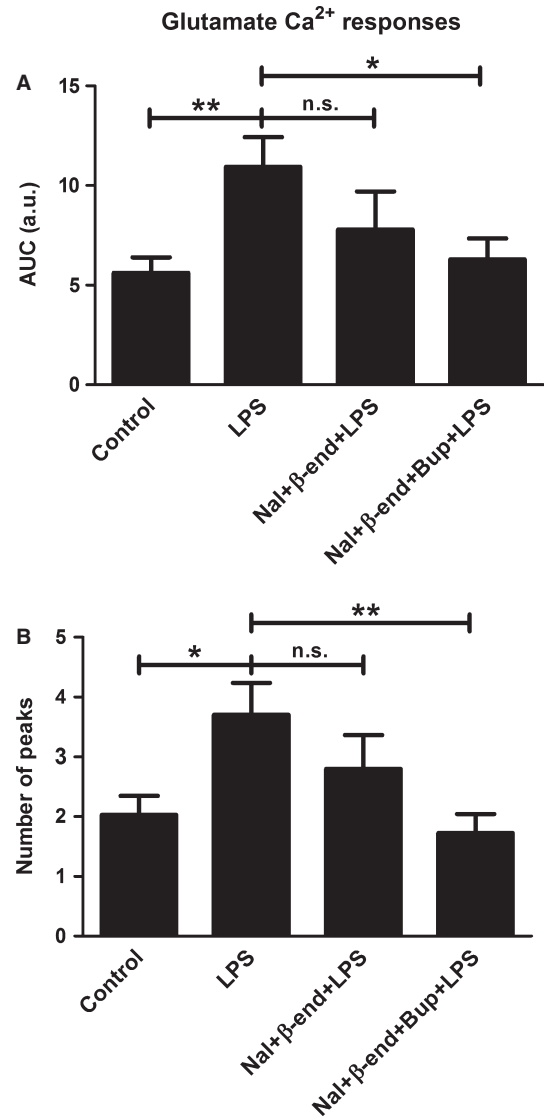 Glutamate Ca²⁺ responses
A
*
**
n.s.
15
10
5
0
AUC (a.u.)
Control
LPS
Nal+β-end+LPS
Nal+β-end+Bup+LPS
B
**
*
n.s.
5
4
3
2
1
0
Number of peaks
Control
LPS
Nal+β-end+LPS
Nal+β-end+Bup+LPS